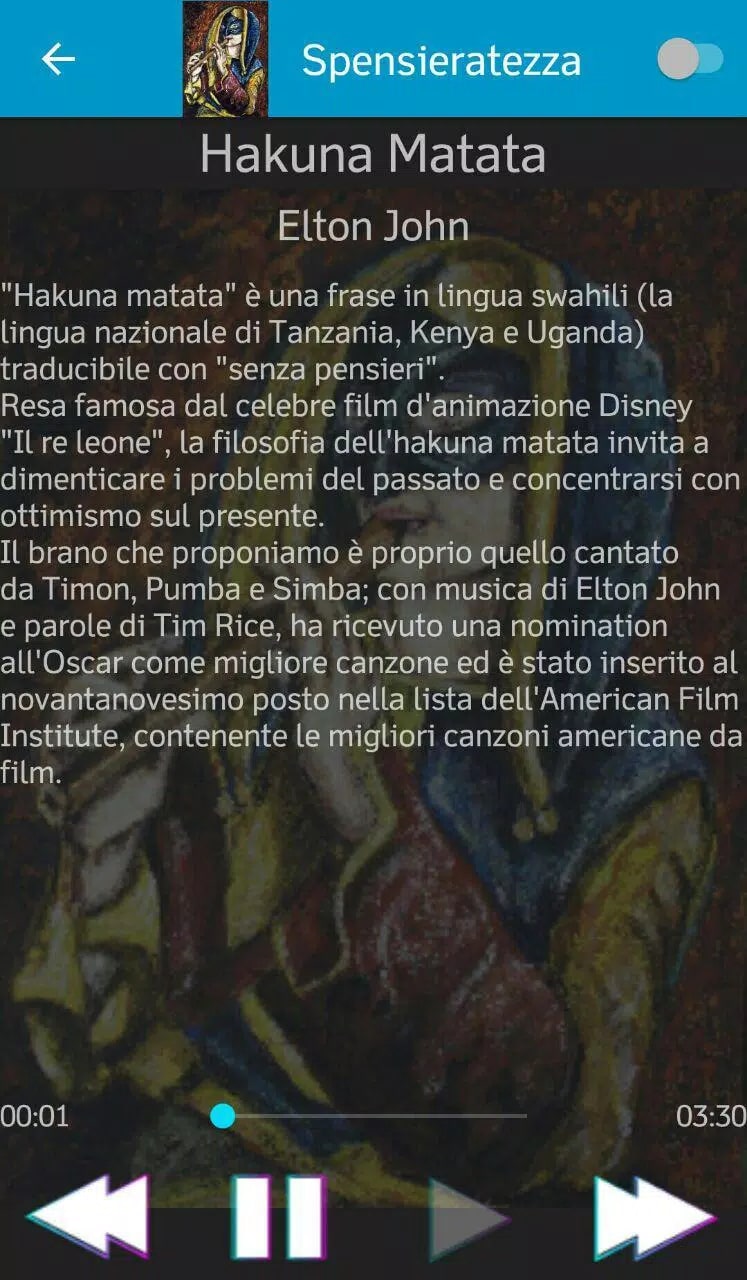 Spensieratezza
Hakuna Matata
Elton John
"Hakuna matata" è una frase in lingua swahili (la
lingua nazionale di Tanzania, Kenya e Uganda)
traducibile con "senza pensieri".
Resa famosa dal celebre film d'animazione Disney
"Il re leone", la filosofia dell'hakuna matata invita a
dimenticare i problemi del passato e concentrarsi con
ottimismo sul presente.
Il brano che proponiamo è proprio quello cantato
da Timon, Pumba e Simba; con musica di Elton John
e parole di Tim Rice, ha ricevuto una nomination
all'Oscar come migliore canzone ed è stato inserito al
novantanovesimo posto nella lista dell'American Film
Institute, contenente le migliori canzoni americane da
film.
00:01 03:30